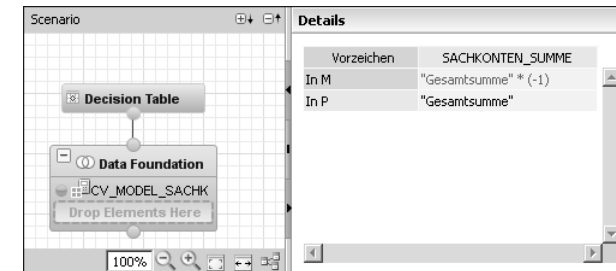 Scenario
Decision Table
Data Foundation
CV_MODEL_SACHK
Drop Elements Here
100%
Details
Vorzeichen SACHKONTEN_SUMME
In M "Gesamtsumme" * (-1)
In P "Gesamtsumme"